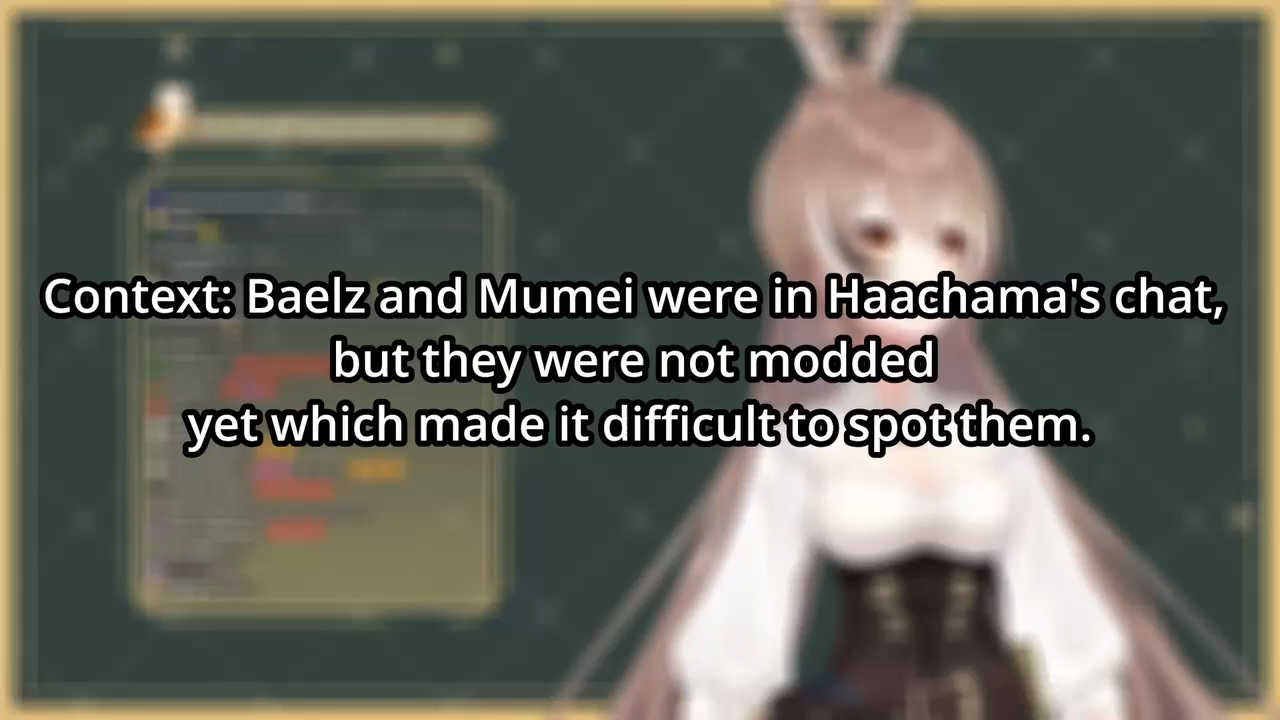 Context: Baelz and Mumei were in Haachama's chat,
but they were not modded
yet which made it difficult to spot them.